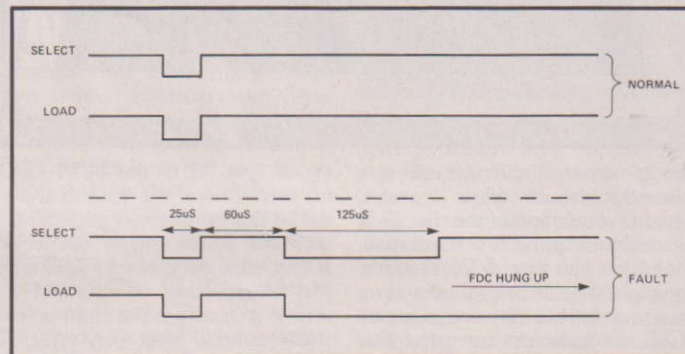 SELECT
LOAD
NORMAL
25uS 60uS 125uS
SELECT
FDC HUNG UP
LOAD
FAULT